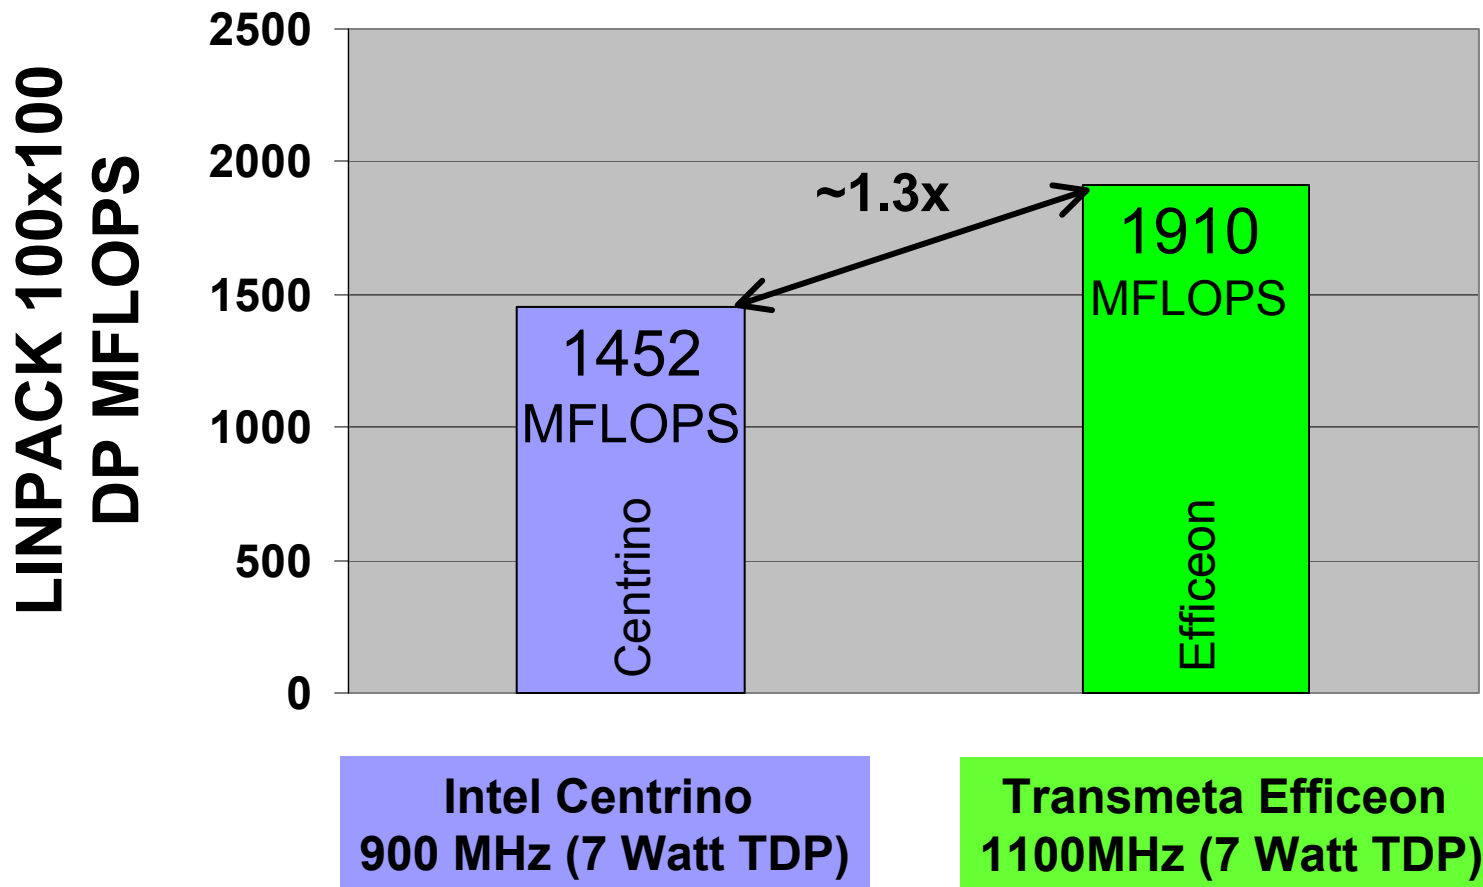 LINPACK 100x100
DP MFLOPS
2500
2000
1500
1000
500
0
~1.3x
1452
MFLOPS
Centrino
1910
MFLOPS
Efficeon
Intel Centrino
900 MHz (7 Watt TDP)
Transmeta Efficeon
1100MHz (7 Watt TDP)